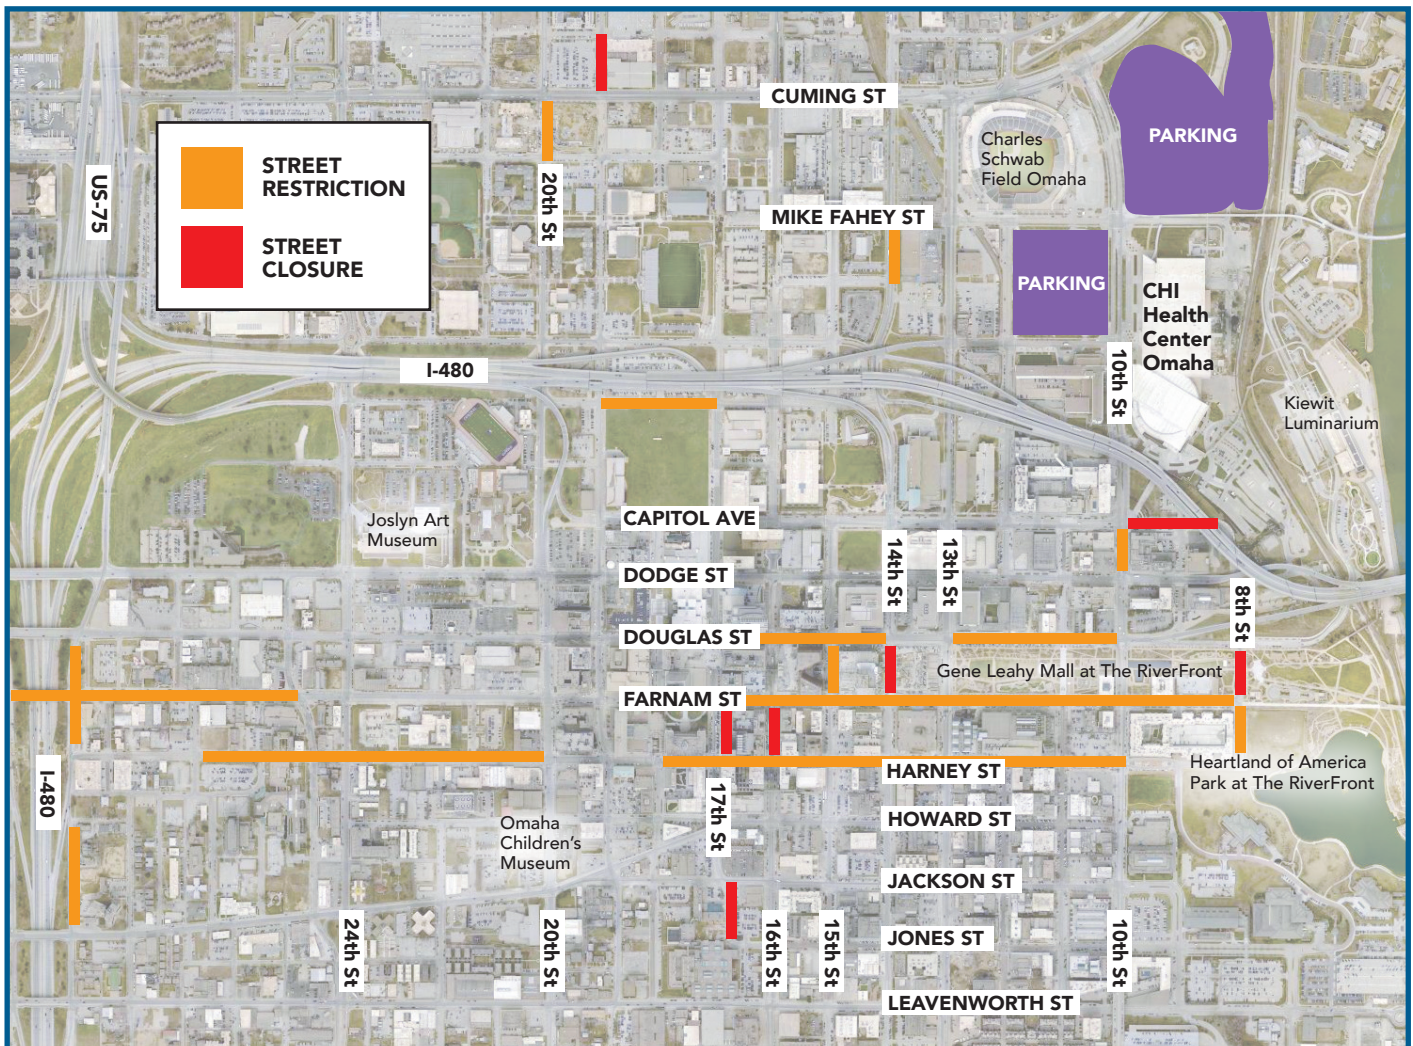 CUMING ST
PARKING
Charles
Schwab
Field Omaha
STREET
RESTRICTION
STREET
CLOSURE
US-75
20th St
MIKE FAHEY ST
PARKING
CHI
Health
Center
Omaha
I-480
10th St
Kiewit
Luminarium
Joslyn Art
Museum
CAPITOL AVE
14th St
13th St
DODGE ST
8th St
DOUGLAS ST
Gene Leahy Mall at The RiverFront
FARNAM ST
HARNEY ST
Heartland of America
Park at The RiverFront
I-480
17th St
HOWARD ST
Omaha
Children's
Museum
JACKSON ST
24th St
20th St
16th St
15th St
JONES ST
10th St
LEAVENWORTH ST